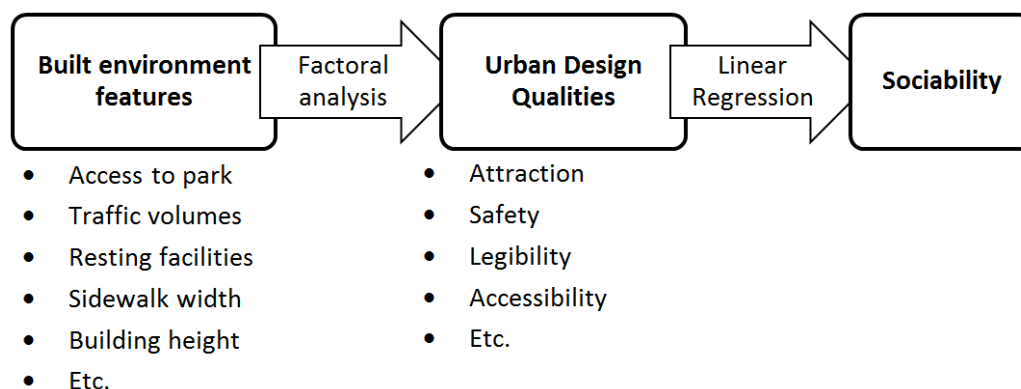 Built environment
features
Factoral
analysis
Urban Design
Qualities
Linear
Regression
Sociability
• Access to park
• Traffic volumes
• Resting facilities
• Sidewalk width
• Building height
• Etc.
• Attraction
• Safety
• Legibility
• Accessibility
• Etc.